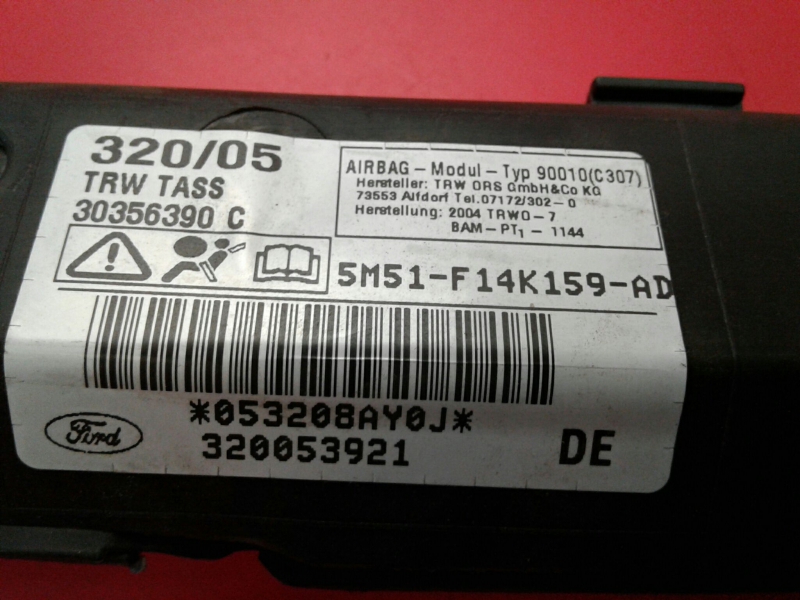 320/05
TRW TASS
30356390 C
AIRBAG-Modul-Typ 90010(C307)
Hersteller: TRW ORS GmbH&Co KG
73553 Alfdorf Tel.07172/302-0
Herstellung: 2004 TRWO-7
BAM-PT1-1144
5M51-F14K159-AD
*053208AY0J*
320053921
Ford
DE